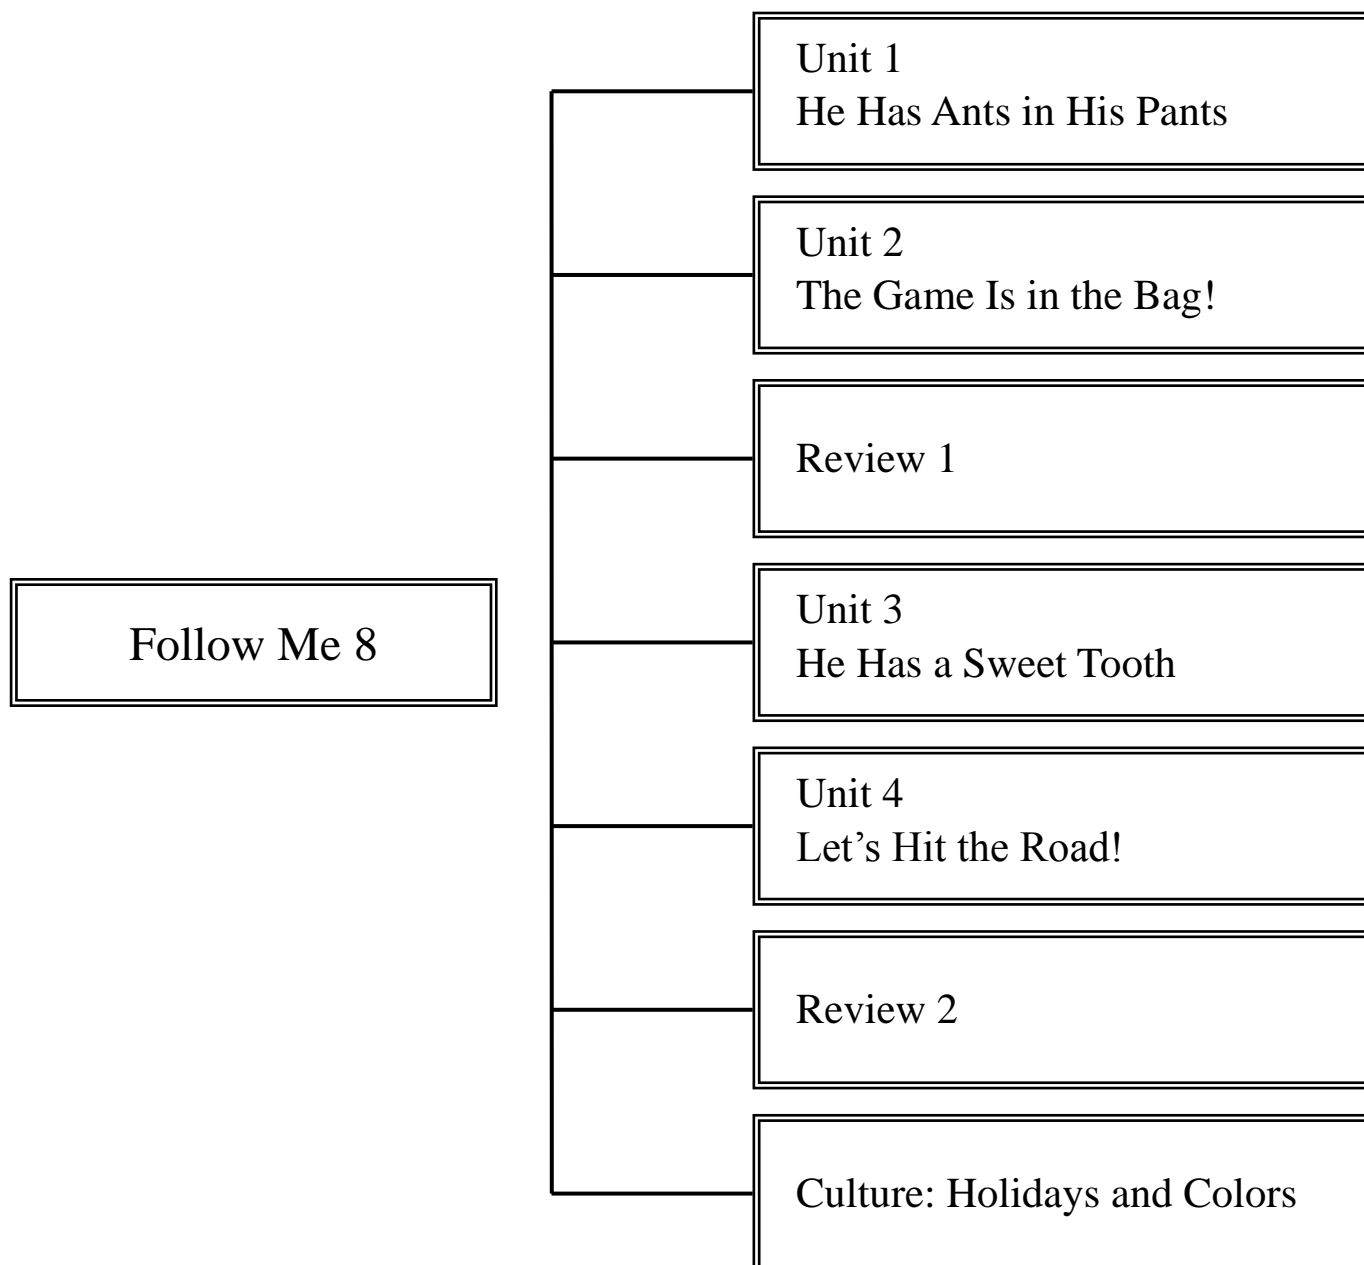 Follow Me 8
Unit 1
He Has Ants in His Pants
Unit 2
The Game Is in the Bag!
Review 1
Unit 3
He Has a Sweet Tooth
Unit 4
Let’s Hit the Road!
Review 2
Culture: Holidays and Colors